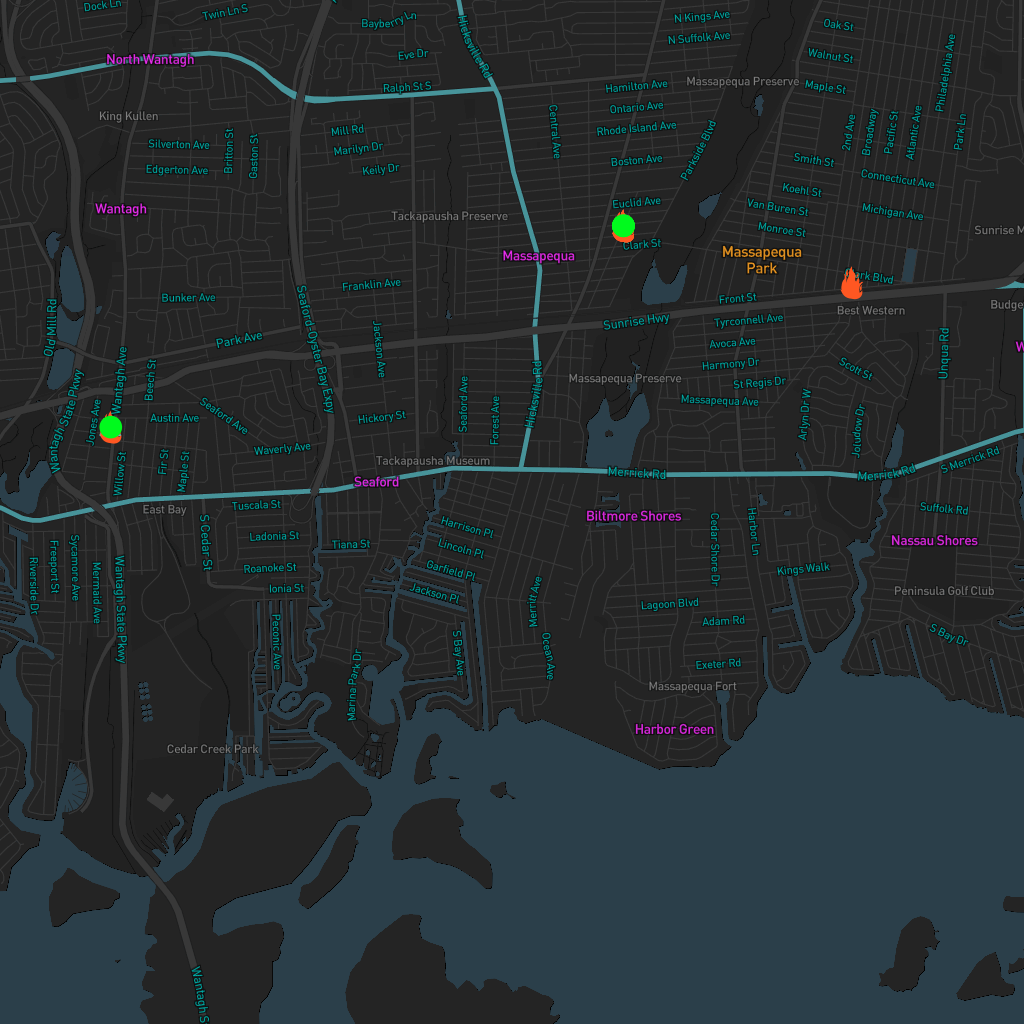 Dock Ln
Twin Ln S
Bayberry Ln
Hicksville Rd
N Kings Ave
Oak St
N Suffolk Ave
North Wantagh
Eve Dr
Walnut St
Philadelphia Ave
Ralph St S
Hamilton Ave
Massapequa Preserve
Maple St
King Kullen
Ontario Ave
Mill Rd
Central Ave
Rhode Island Ave
2nd Ave
Broadway
Pacific St
Atlantic Ave
Park Ln
Silverton Ave
Britton St
Gaston St
Marilyn Dr
Parkside Blvd
Edgerton Ave
Keily Dr
Boston Ave
Smith St
Connecticut Ave
Koehl St
Wantagh
Euclid Ave
Van Buren St
Michigan Ave
Tackapausha Preserve
Monroe St
Sunrise M
Clark St
Massapequa
Massapequa
Park
Bunker Ave
Franklin Ave
Front St
Best Western
Budge
Old Mill Rd
Seaford-Oyster Bay Expy
Sunrise Hwy
Tyrconnell Ave
Park Ave
Jackson Ave
Avoca Ave
Unqua Rd
W
Harmony Dr
Scott St
Wantagh Ave
Beech St
Massapequa Preserve
St Regis Dr
Hicksville Rd
Massapequa Ave
Arlyn Dr W
Joludow Dr
Wantagh State Pkwy
Jones Ave
Austin Ave
Seaford Ave
Hickory St
Seaford Ave
Forest Ave
Waverly Ave
Willow St
Fir St
Maple St
Tackapausha Museum
Merrick Rd
Merrick Rd
S Merrick Rd
Seaford
East Bay
Tuscala St
Biltmore Shores
Suffolk Rd
S Cedar St
Ladonia St
Tiana St
Harrison Pl
Lincoln Pl
Cedar Shore Dr
Harbor Ln
Nassau Shores
Riverside Dr
Freeport St
Sycamore Ave
Mermaid Ave
Wantagh State Pkwy
Roanoke St
Garfield Pl
Kings Walk
Ionia St
Jackson Pl
Merritt Ave
Lagoon Blvd
Peninsula Golf Club
Peconic Ave
Adam Rd
S Bay Dr
S Bay Ave
Ocean Ave
Exeter Rd
Marina Park Dr
Massapequa Fort
Harbor Green
Cedar Creek Park
Wantagh S